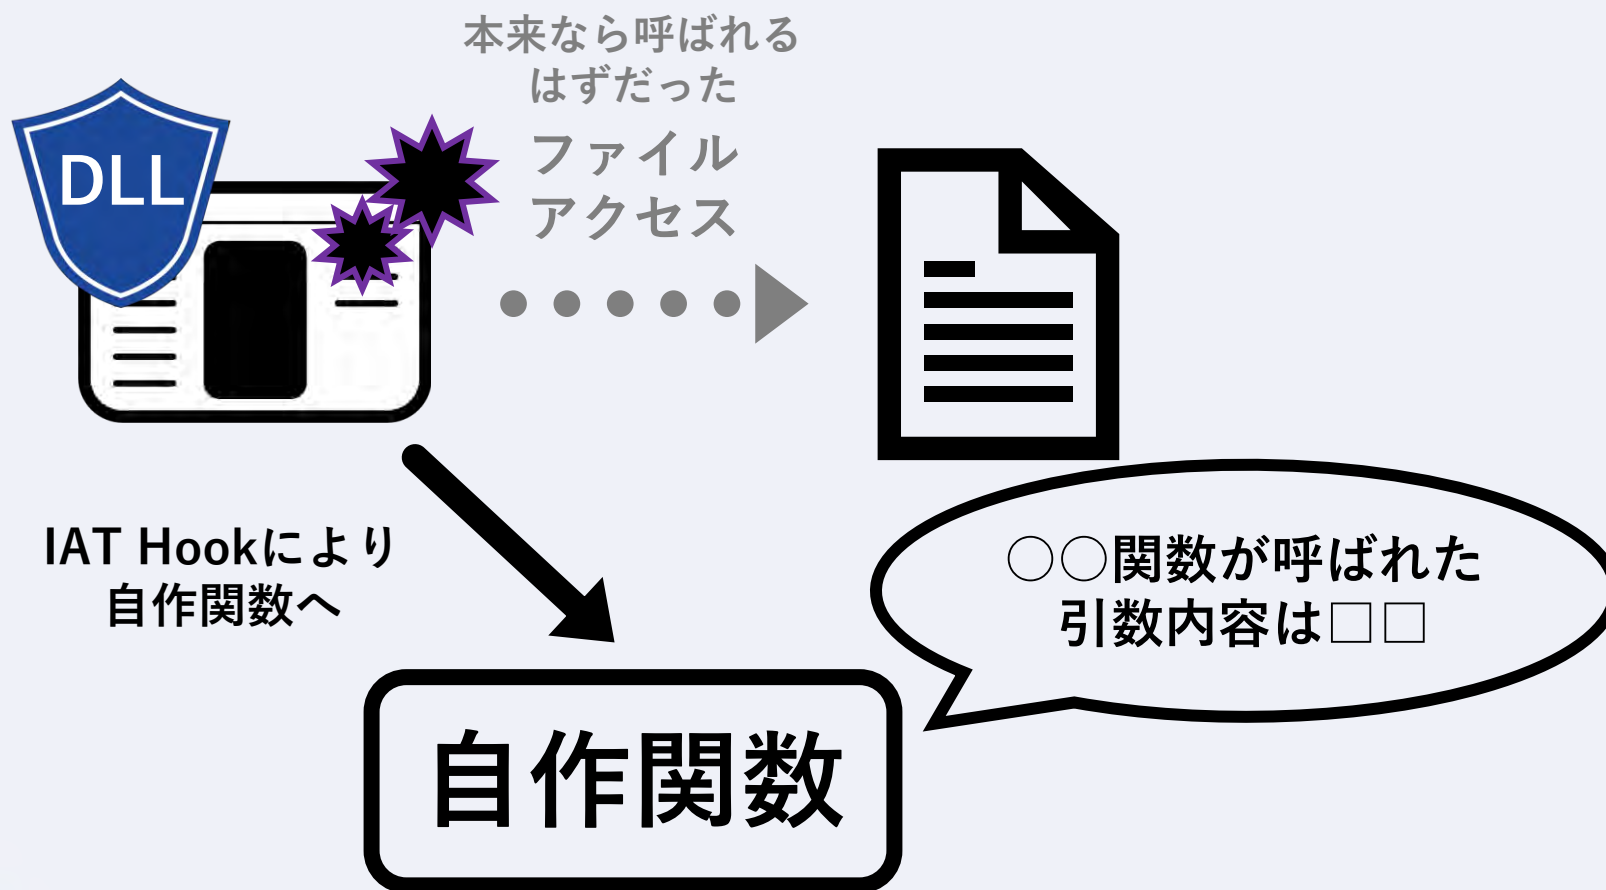 本来なら呼ばれる
はずだった
ファイル
アクセス
DLL
IAT Hookにより
自作関数へ
○○関数が呼ばれた
引数内容は□□
自作関数